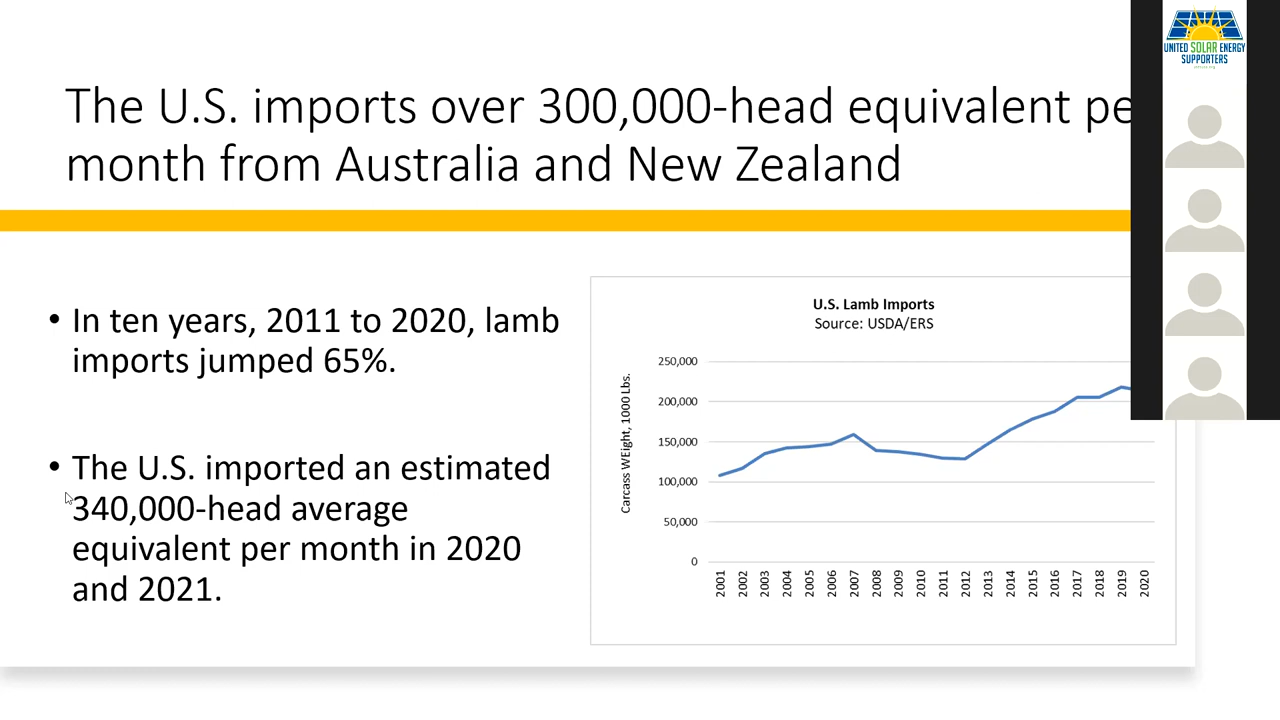 The U.S. imports over 300,000-head equivalent pe
month from Australia and New Zealand
• In ten years, 2011 to 2020, lamb
imports jumped 65%.
• The U.S. imported an estimated
340,000-head average
equivalent per month in 2020
and 2021.
U.S. Lamb Imports
Source: USDA/ERS
Carcass WEight, 1000 Lbs.
250,000
200,000
150,000
100,000
50,000
0
2001 2002 2003 2004 2005 2006 2007 2008 2009 2010 2011 2012 2013 2014 2015 2016 2017 2018 2019 2020
UNITED SOLAR ENERGY
SUPPORTERS